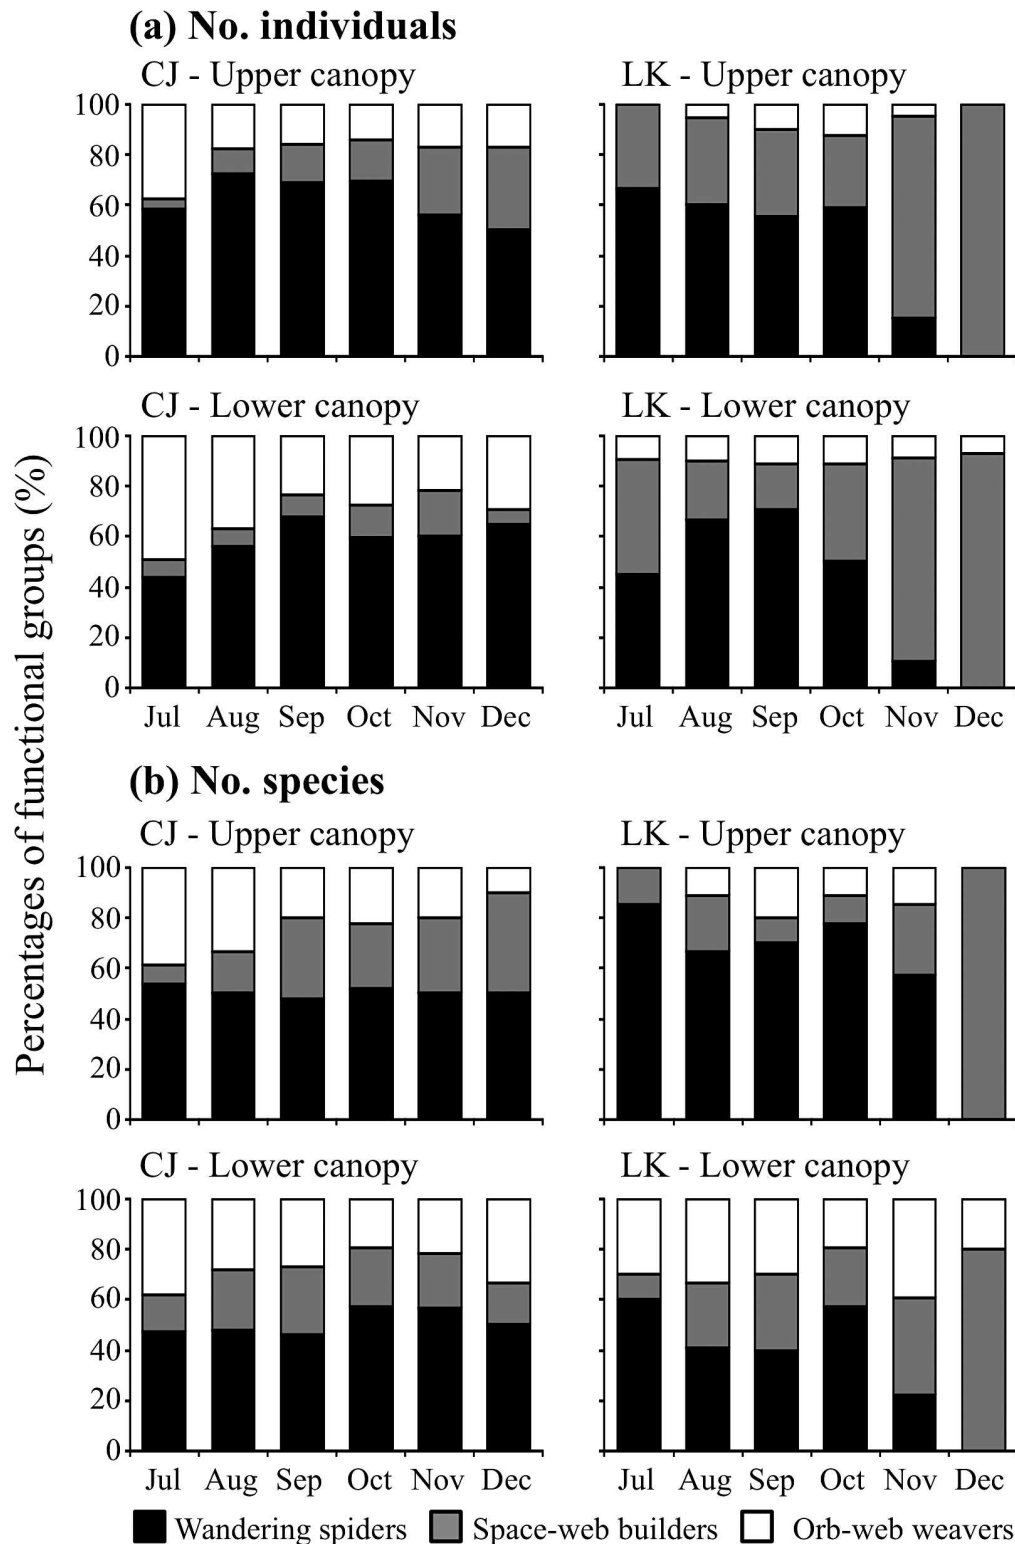 (a) No. individuals
CJ - Upper canopy
LK - Upper canopy
100
80
60
40
20
0
CJ - Lower canopy
LK - Lower canopy
100
80
60
40
20
0
Jul Aug Sep Oct Nov Dec
Jul Aug Sep Oct Nov Dec
Percentages of functional groups (%)
(b) No. species
CJ - Upper canopy
LK - Upper canopy
100
80
60
40
20
0
CJ - Lower canopy
LK - Lower canopy
100
80
60
40
20
0
Jul Aug Sep Oct Nov Dec
Jul Aug Sep Oct Nov Dec
Wandering spiders Space-web builders Orb-web weavers